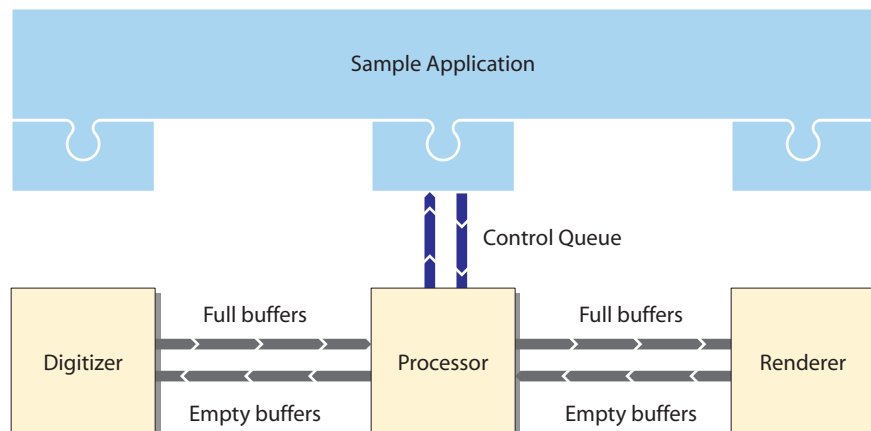 Sample Application
Control Queue
Full buffers
Full buffers
Digitizer
Processor
Renderer
Empty buffers
Empty buffers